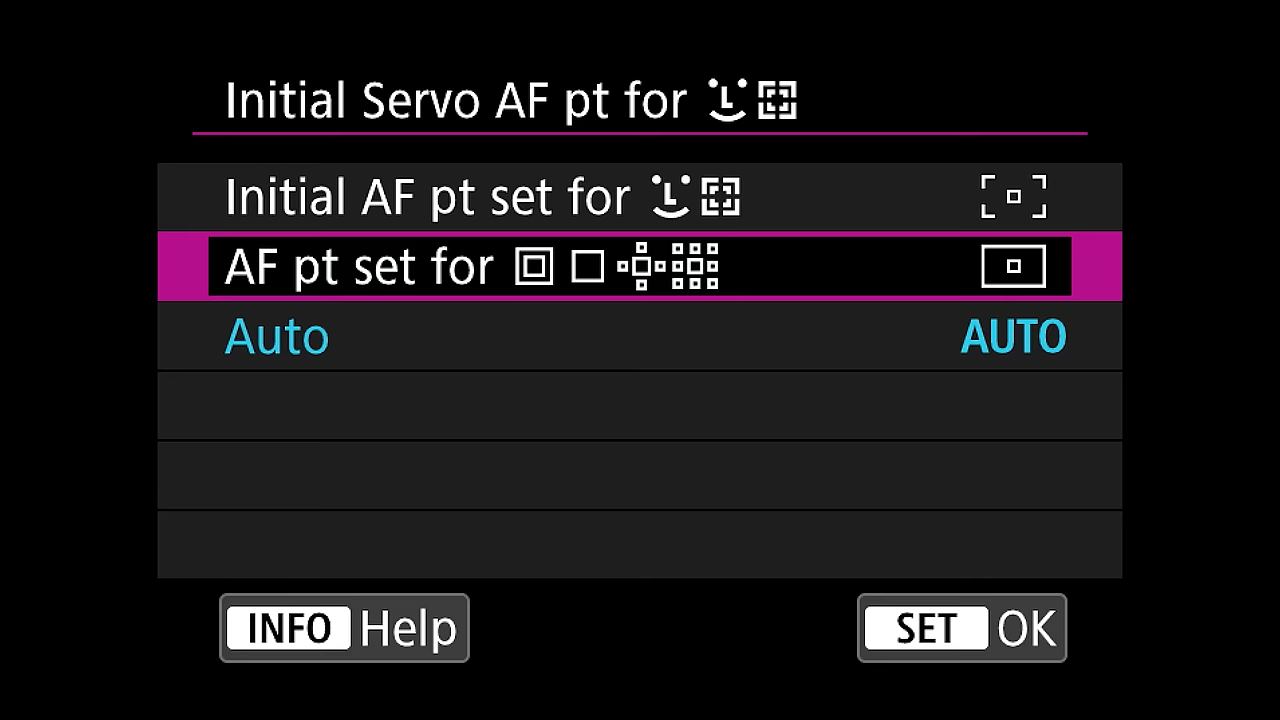 Initial Servo AF pt for
Initial AF pt set for
AF pt set for
Auto AUTO
INFO Help SET OK